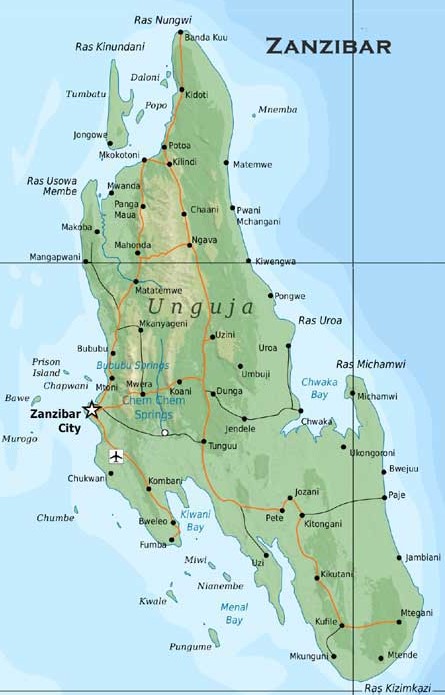 Ras Nungwi
ZANZIBAR
Banda Kuu
Ras Kinundani
Daloni
Tumbatu
Kidoti
Popo
Mnemba
Jongowe
Potoa
Mkokotoni
Kilindi
Matemwe
Ras Usowa
Membe
Mwanda
Panga
Maua
Chaani
Pwani
Mchangani
Makoba
Ngava
Mahonda
Mangapwani
Kiwengwa
Matatemwe
Pongwe
Unguja
Mkanyageni
Ras Uroa
Uzini
Uroa
Bububu
Bububu Springs
Prison
Island
Umbuji
Ras Michamwi
Chapwani
Mtoni
Mwera
Koani
Chwaka
Bay
Dunga
Michamwi
Bawe
Chem Chem
Springs
Zanzibar
City
Chwaka
Jendele
Murogo
Tunguu
Ukongoroni
Bwejuu
Chukwani
Kombani
Jozani
Paje
Chumbe
Kiwani
Bay
Pete
Kitongani
Bweleo
Fumba
Uzi
Jambiani
Miwi
Kikutani
Nianembe
Kwale
Menai
Bay
Mtegani
Kufile
Pungume
Mkunguni
Mtende
Ras Kizimkazi